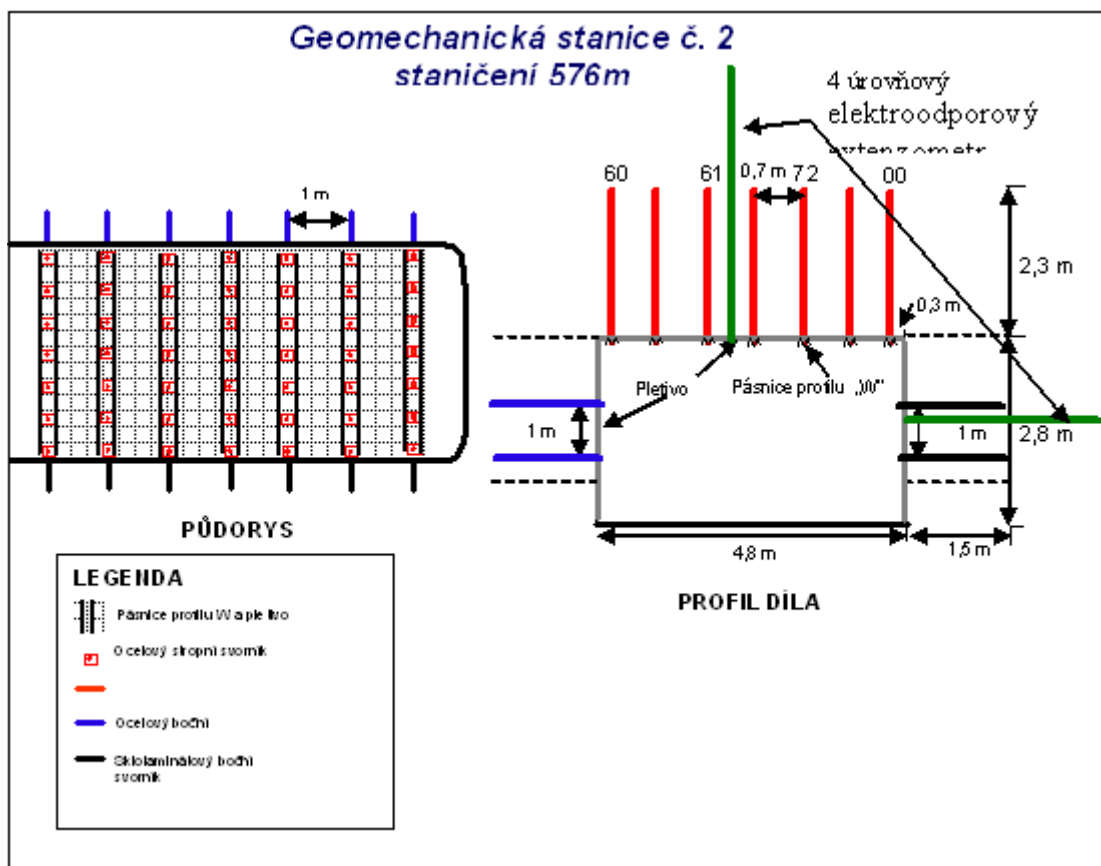 Geomechanická stanice č. 2
staničení 576m
4 úrovňový
elektroodporový
extenzometr
60
61
0,7 m
72
00
1 m
2,3 m
0,3 m
Pletivo
Pásnice profilu „W"
1 m
1 m
2,8 m
4,8 m
1,5 m
PŮDORYS
PROFIL DÍLA
LEGENDA
Pásnice profilu W a pletivo
Ocelový stropní svorník
Ocelový boční
Sklolaminátový boční
svorník